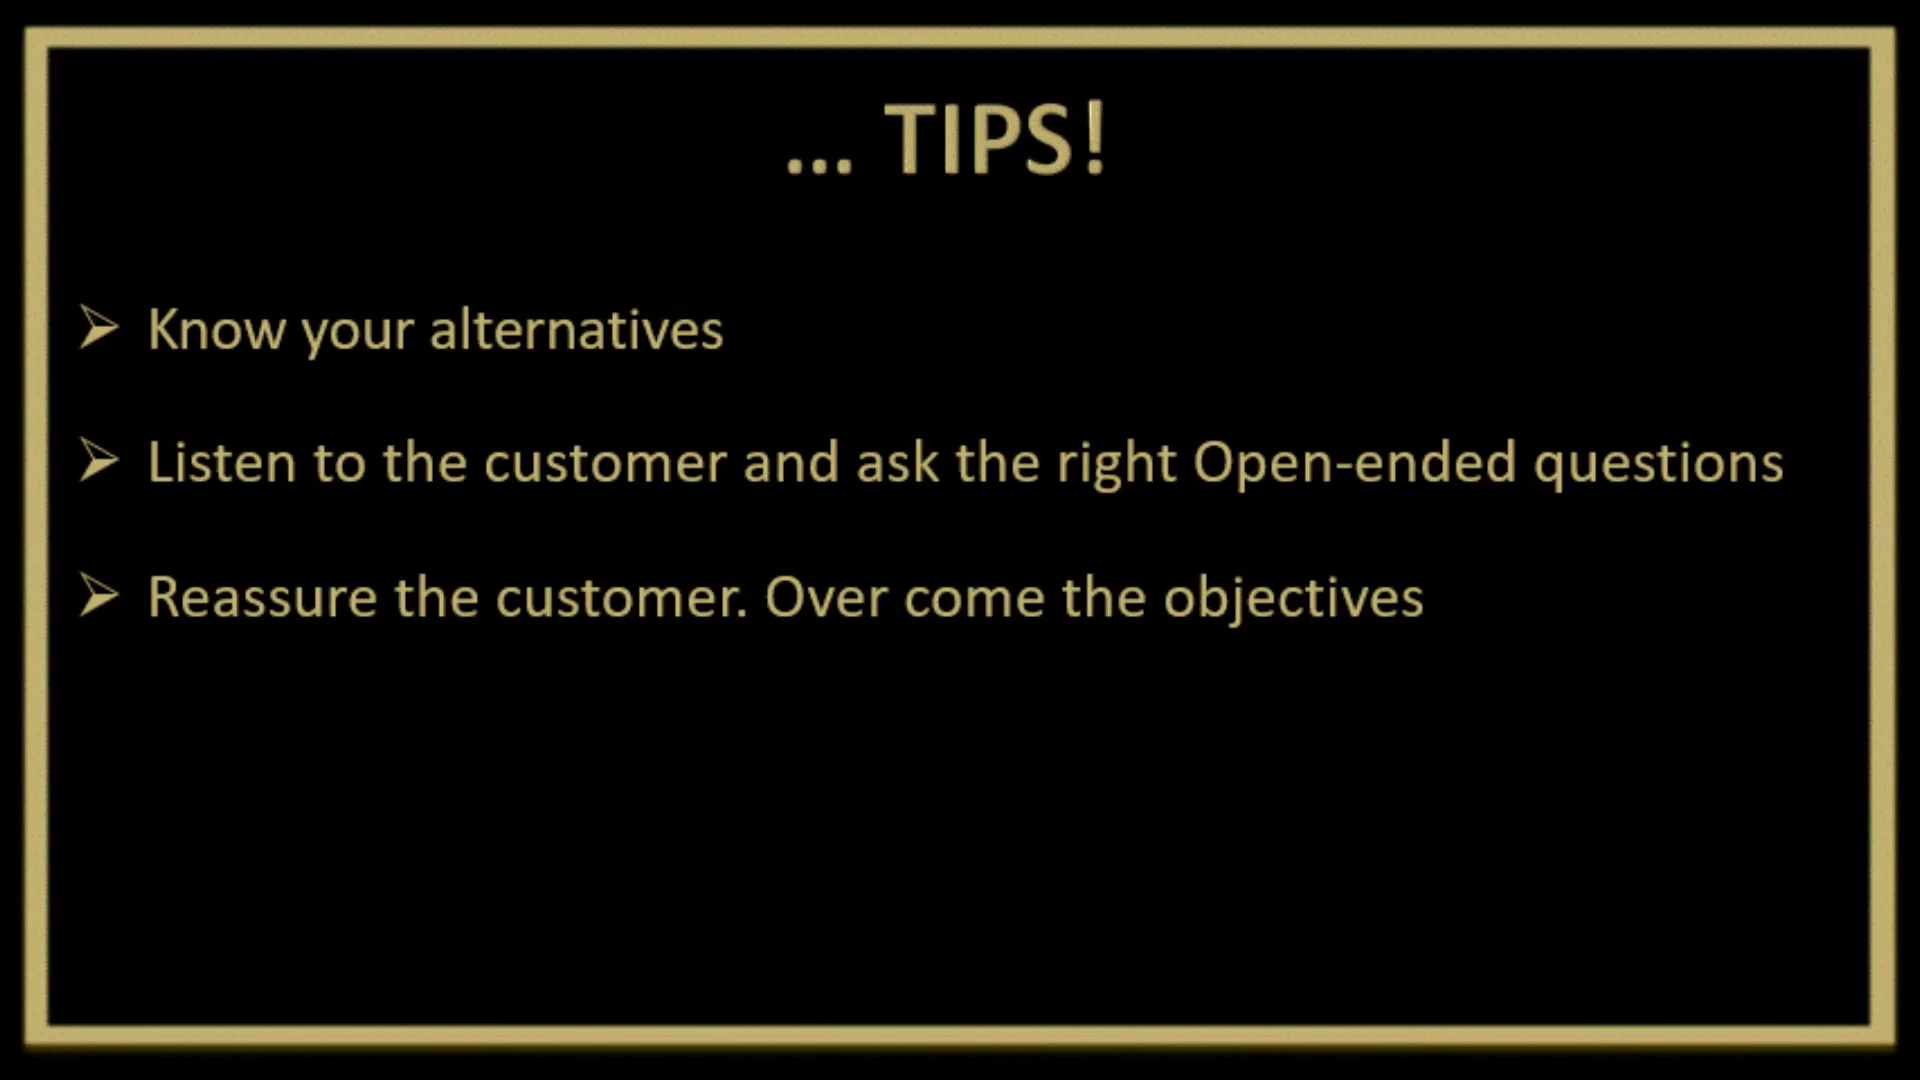 ... TIPS!
Know your alternatives
Listen to the customer and ask the right Open-ended questions
Reassure the customer. Over come the objectives